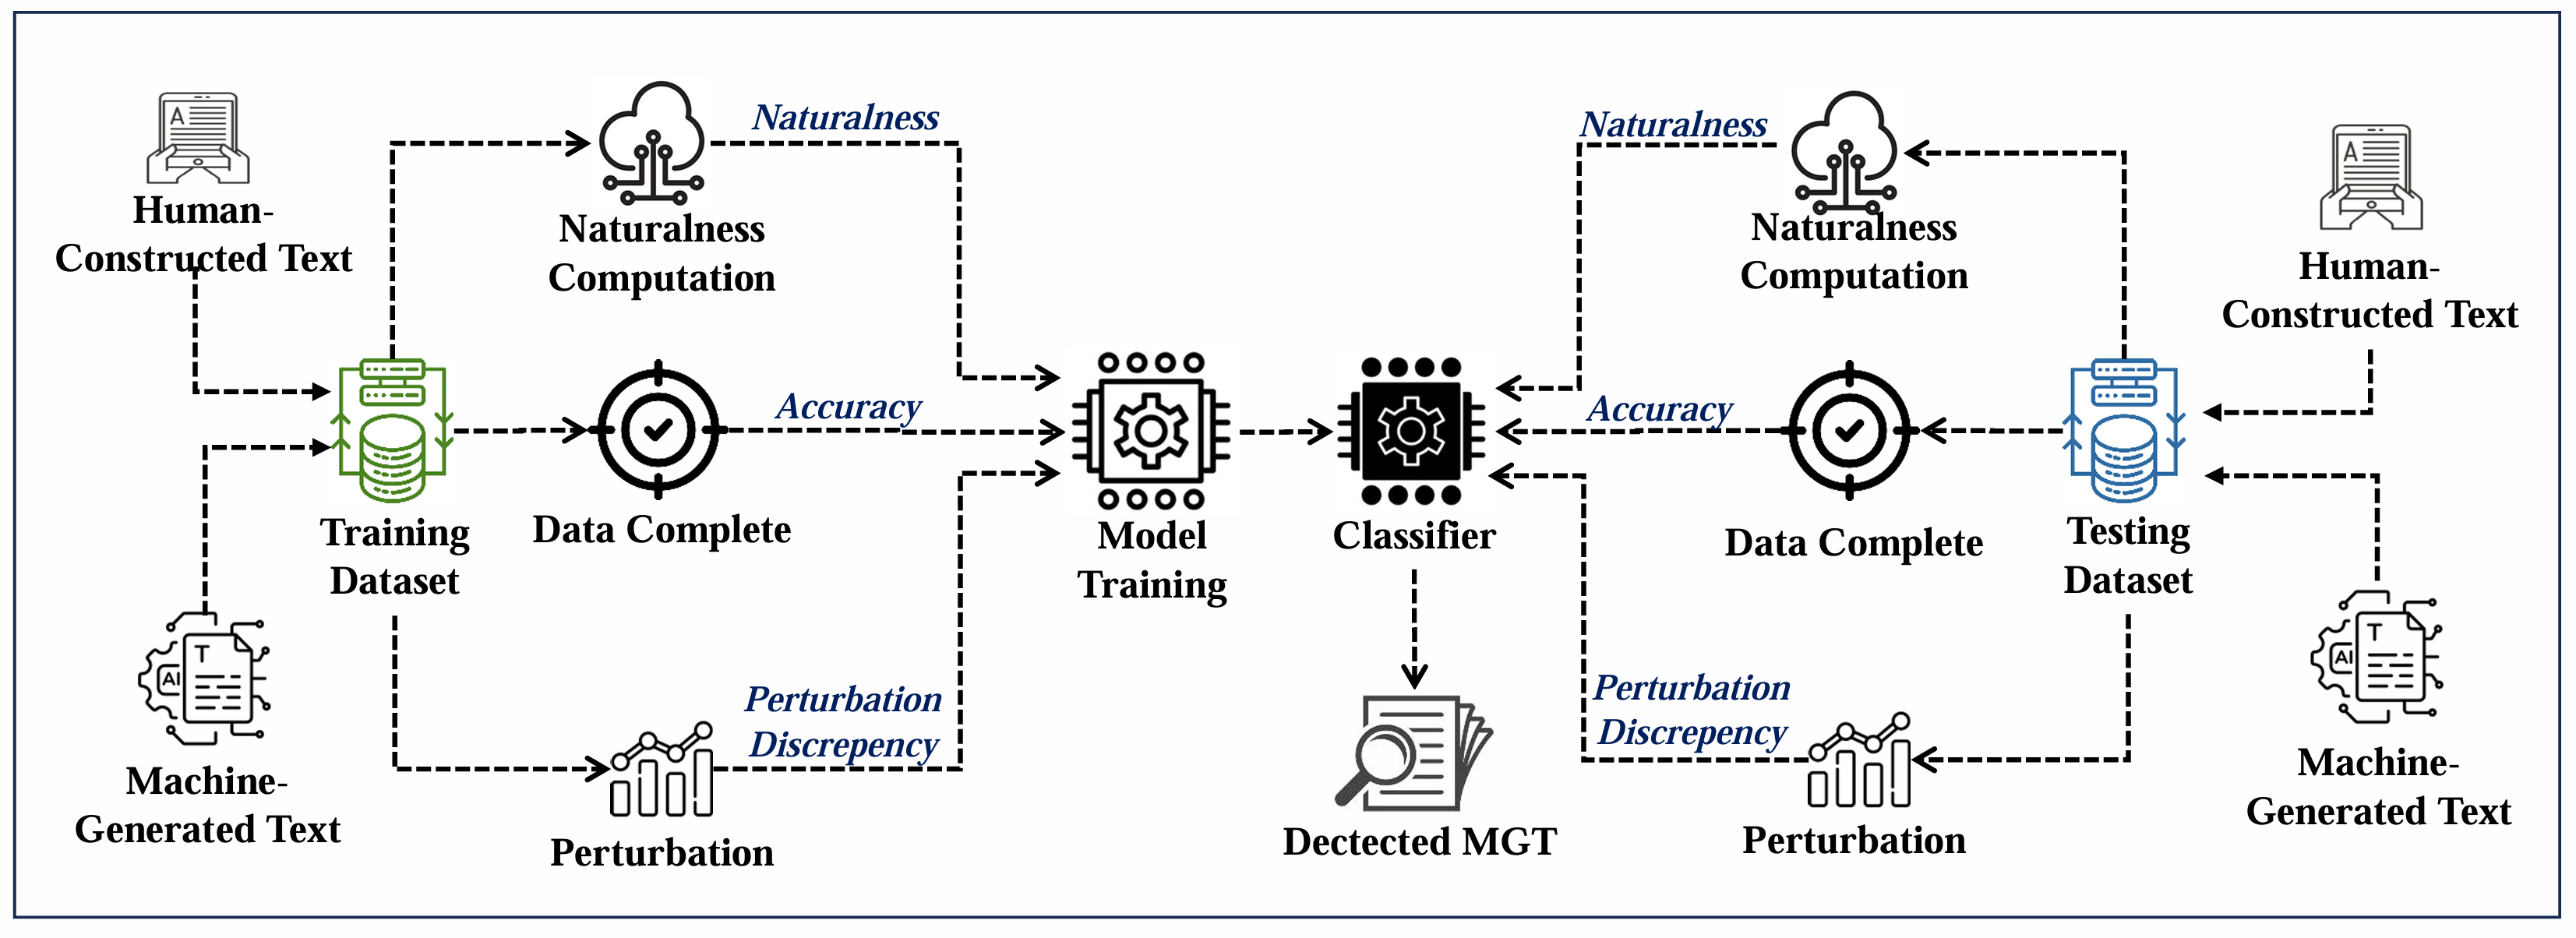 Human-
Constructed Text
Machine-
Generated Text
Training
Dataset
Naturalness
Computation
Naturalness
Data Complete
Accuracy
Perturbation
Perturbation
Discrepency
Model
Training
Classifier
Dectected MGT
Naturalness
Naturalness
Computation
Accuracy
Data Complete
Perturbation
Discrepency
Perturbation
Testing
Dataset
Human-
Constructed Text
Machine-
Generated Text
A
T
AI
A
T
AI